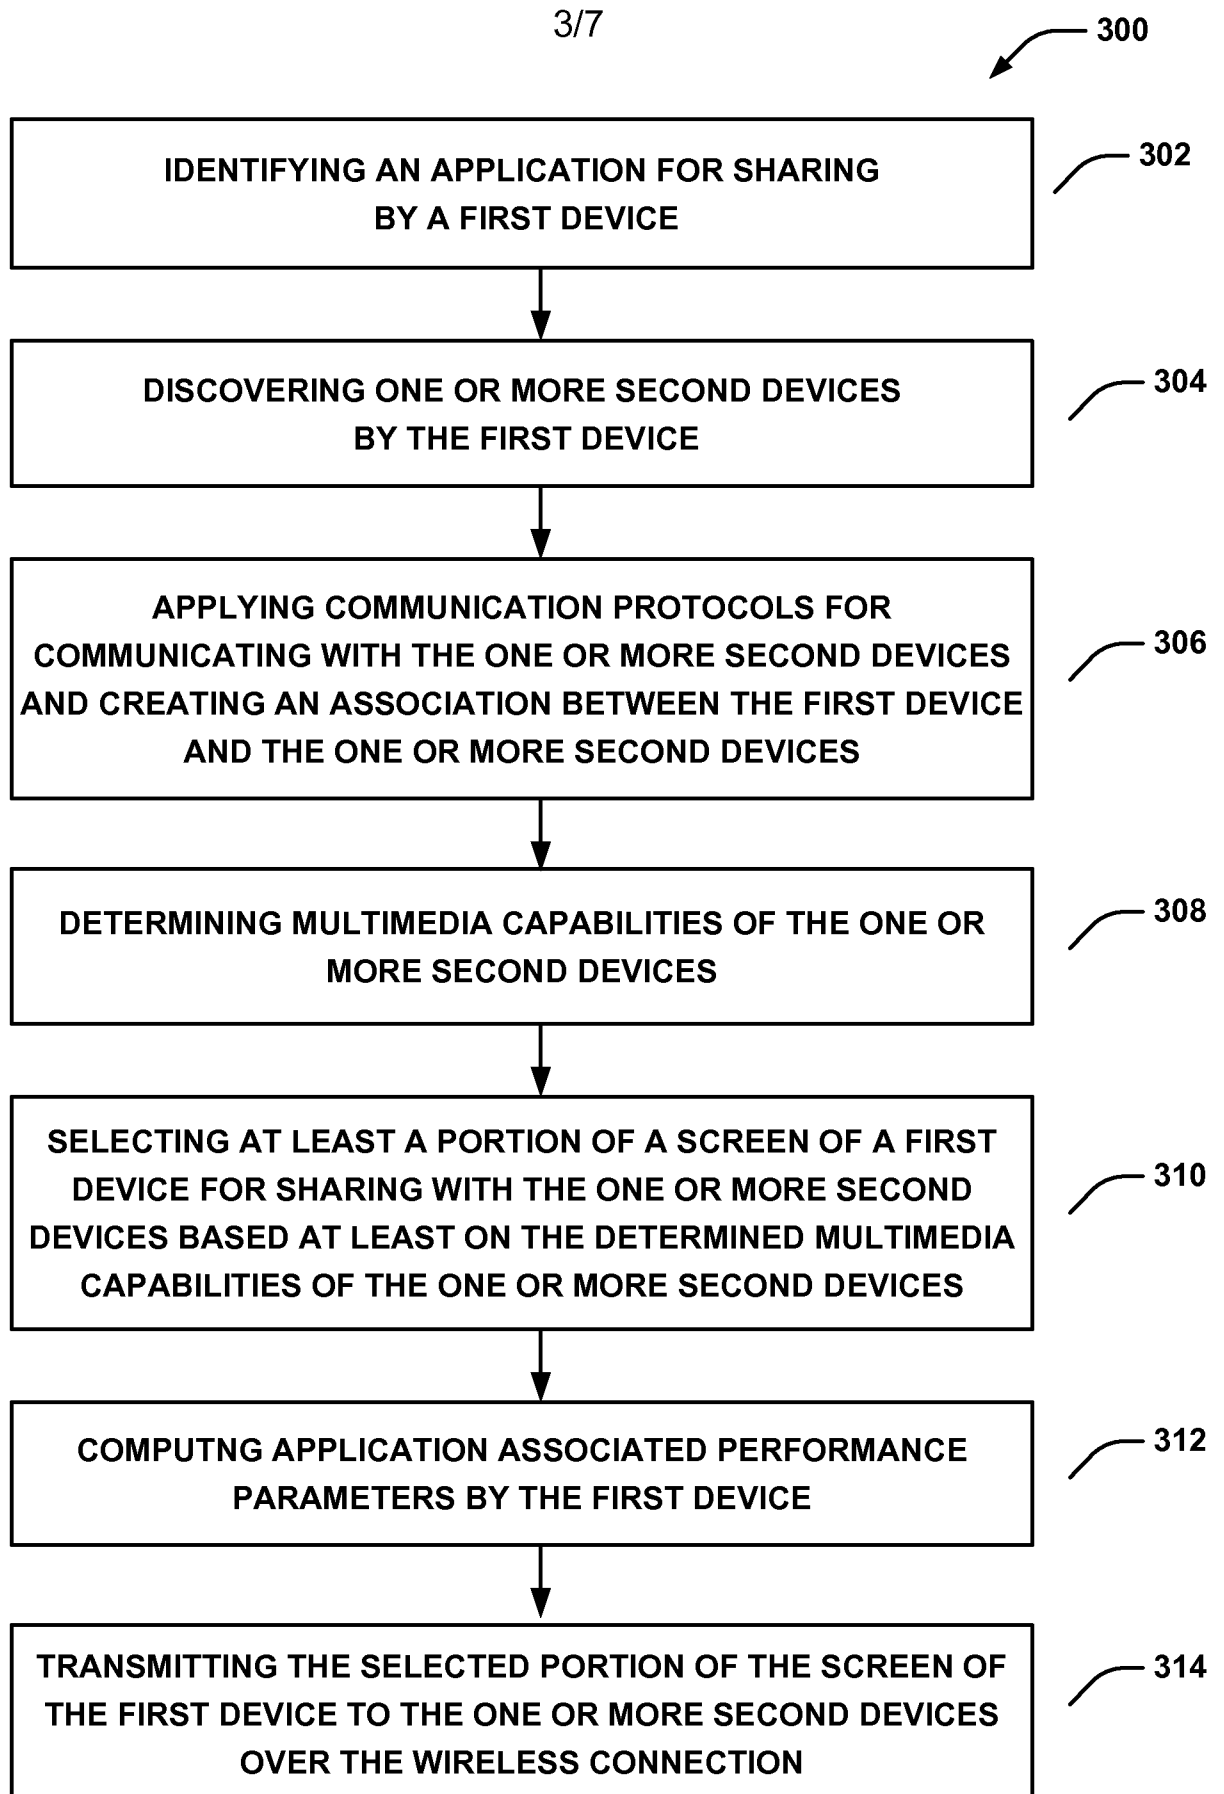 3/7
300
IDENTIFYING AN APPLICATION FOR SHARING
BY A FIRST DEVICE
302
DISCOVERING ONE OR MORE SECOND DEVICES
BY THE FIRST DEVICE
304
APPLYING COMMUNICATION PROTOCOLS FOR
COMMUNICATING WITH THE ONE OR MORE SECOND DEVICES
AND CREATING AN ASSOCIATION BETWEEN THE FIRST DEVICE
AND THE ONE OR MORE SECOND DEVICES
306
DETERMINING MULTIMEDIA CAPABILITIES OF THE ONE OR
MORE SECOND DEVICES
308
SELECTING AT LEAST A PORTION OF A SCREEN OF A FIRST
DEVICE FOR SHARING WITH THE ONE OR MORE SECOND
DEVICES BASED AT LEAST ON THE DETERMINED MULTIMEDIA
CAPABILITIES OF THE ONE OR MORE SECOND DEVICES
310
COMPUTNG APPLICATION ASSOCIATED PERFORMANCE
PARAMETERS BY THE FIRST DEVICE
312
TRANSMITTING THE SELECTED PORTION OF THE SCREEN OF
THE FIRST DEVICE TO THE ONE OR MORE SECOND DEVICES
OVER THE WIRELESS CONNECTION
314